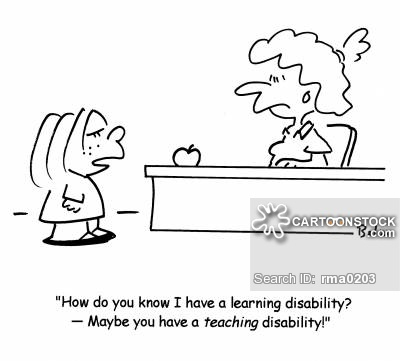 CARTOONSTOCK
.com
Search ID: rma0203
"How do you know I have a learning disability?
— Maybe you have a teaching disability!"